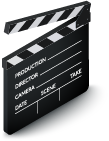 PRODUCTION
DIRECTOR
CAMERA
DATE SCENE TAKE